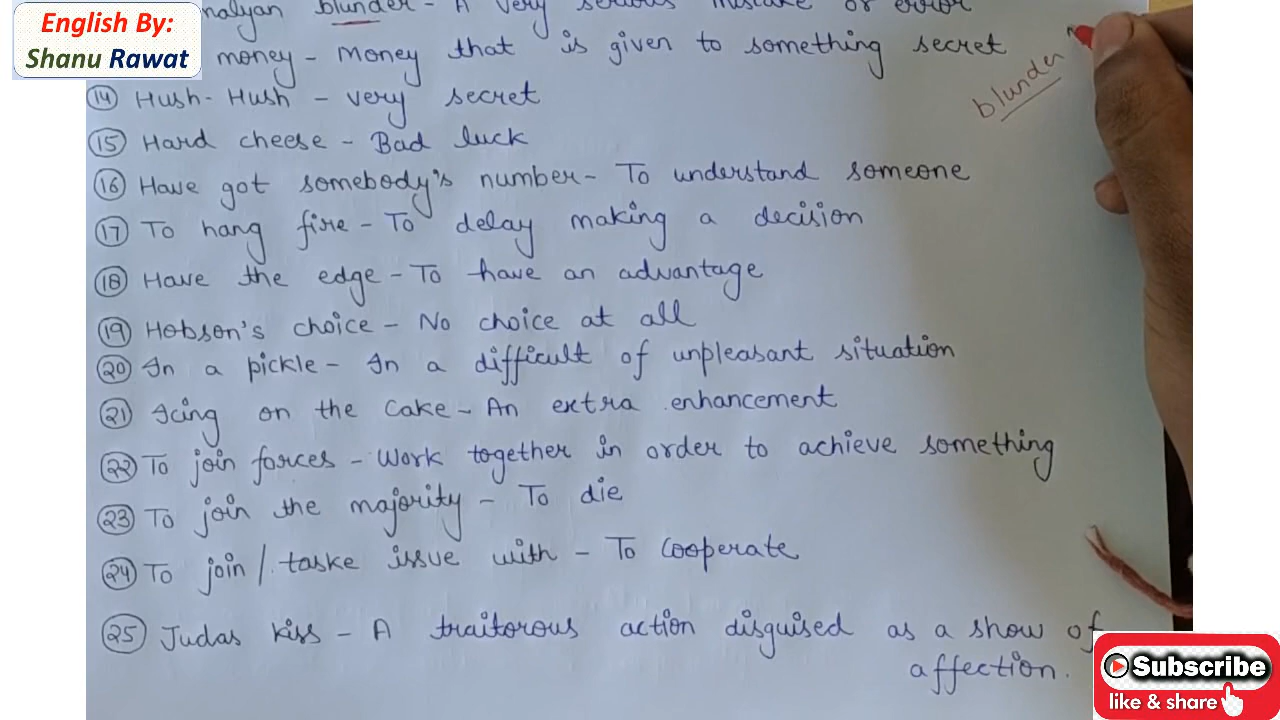 English By:
Shanu Rawat
blunder - A very serious mistake or error
money - Money that is given to something secret
blunder
14 Hush-Hush - very secret
15 Hard cheese - Bad luck
16 Have got somebody's number - To understand someone
17 To hang fire - To delay making a decision
18 Have the edge - To have an advantage
19 Hobson's choice - No choice at all
20 In a pickle - In a difficult of unpleasant situation
21 Icing on the cake - An extra enhancement
22 To join forces - Work together in order to achieve something
23 To join the majority - To die
24 To join / taske issue with - To cooperate
25 Judas kiss - A traitorous action disguised as a show of
affection.
Subscribe
like & share